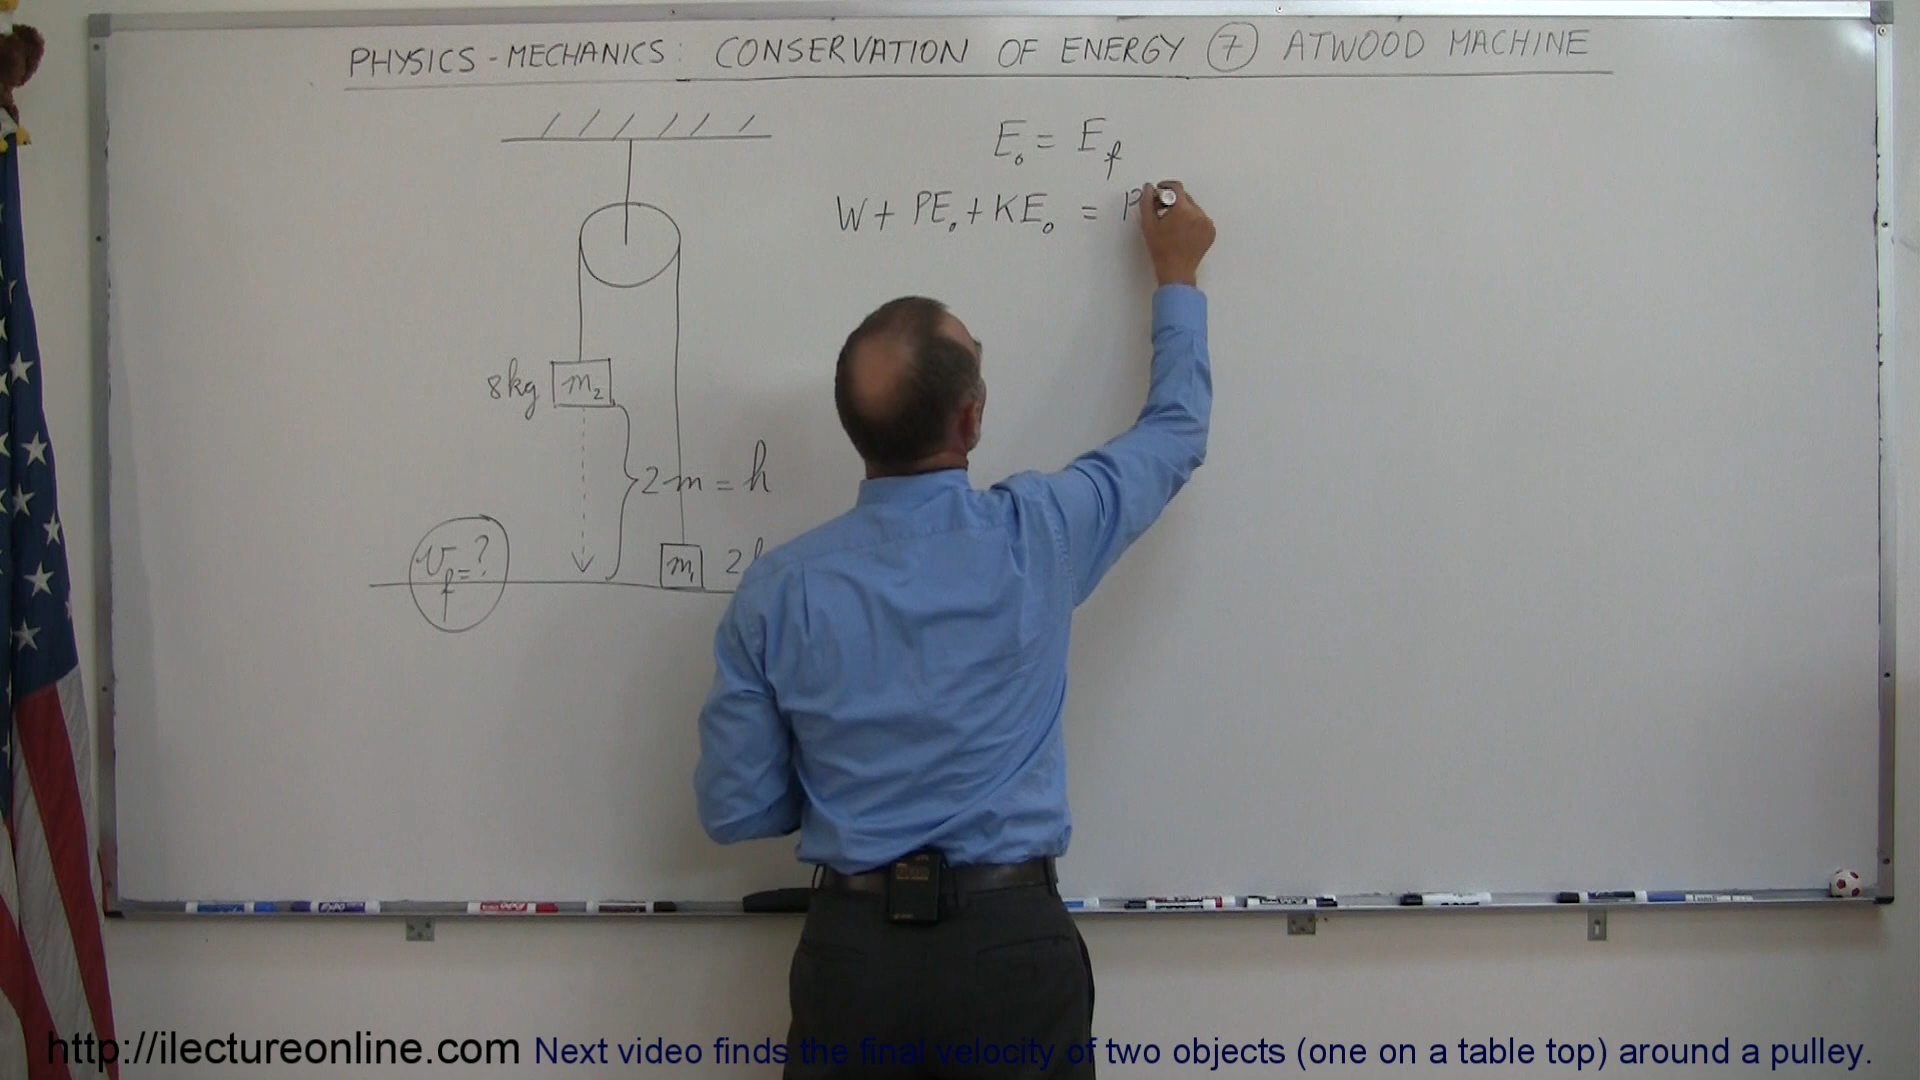 PHYSICS - MECHANICS: CONSERVATION OF ENERGY 7 ATWOOD MACHINE
E₀ = E_f
W + PE₀ + KE₀ = P
8kg m₂
2m = h
v_f = ?
m₁ 2
http://ilectureonline.com Next video finds the final velocity of two objects (one on a table top) around a pulley.